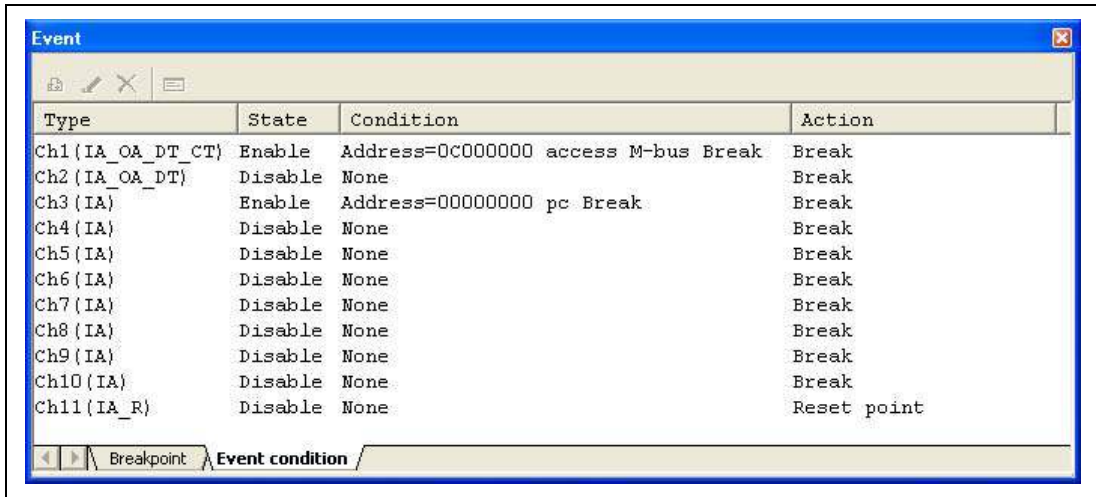 Event
Type State Condition Action
Ch1(IA_OA_DT_CT) Enable Address=0C000000 access M-bus Break Break
Ch2(IA_OA_DT) Disable None Break
Ch3(IA) Enable Address=00000000 pc Break Break
Ch4(IA) Disable None Break
Ch5(IA) Disable None Break
Ch6(IA) Disable None Break
Ch7(IA) Disable None Break
Ch8(IA) Disable None Break
Ch9(IA) Disable None Break
Ch10(IA) Disable None Break
Ch11(IA_R) Disable None Reset point
Breakpoint Event condition